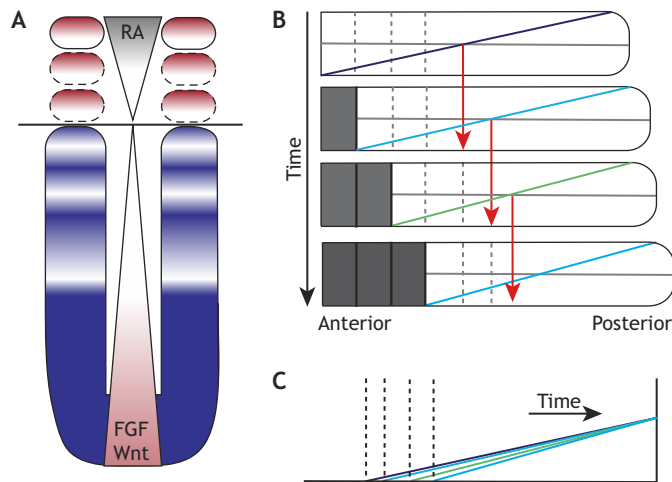 A
RA
FGF
Wnt
B
Time
Anterior
Posterior
C
Time